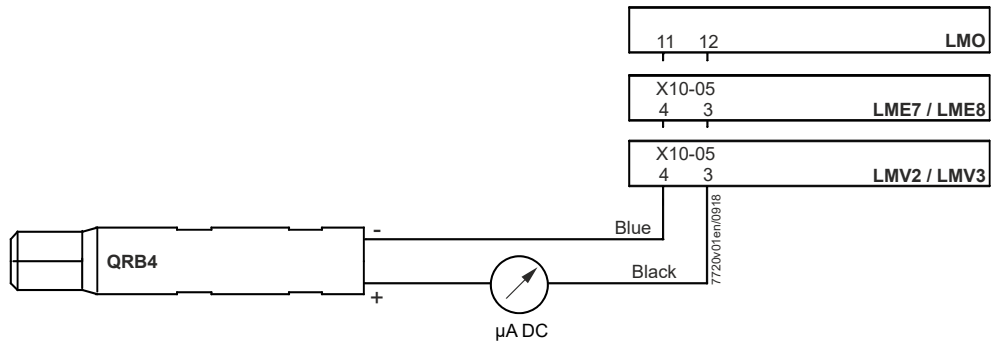 11 12 LMO
X10-05
4 3 LME7 / LME8
X10-05
4 3 LMV2 / LMV3
7720v01en/0918
- Blue
QRB4
Black
+
µA DC